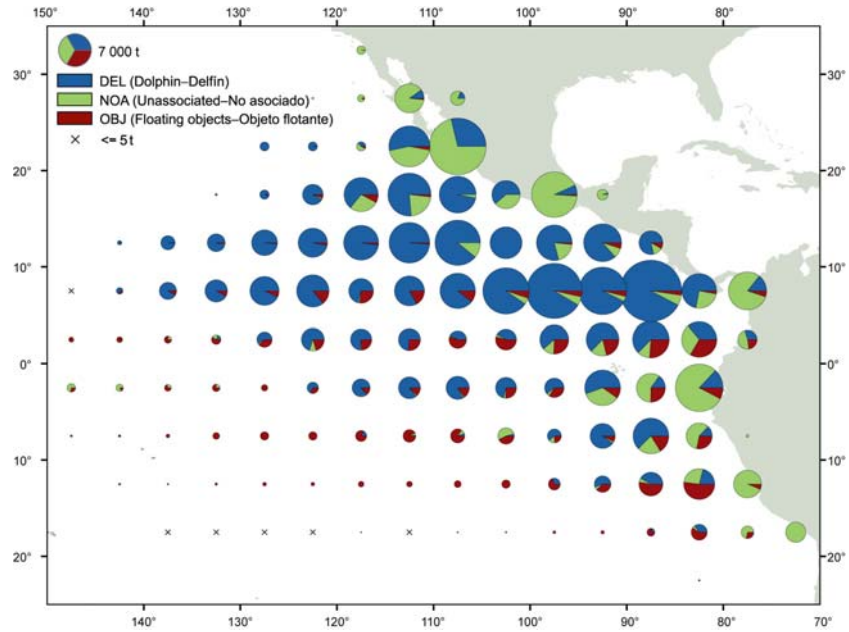 150° 140° 130° 120° 110° 100° 90° 80°
30°
20°
10°
0°
10°
20°
7 000 t
DEL (Dolphin–Delfin)
NOA (Unassociated–No asociado)
OBJ (Floating objects–Objeto flotante)
× <= 5 t
30°
20°
10°
0°
10°
20°
140° 130° 120° 110° 100° 90° 80° 70°